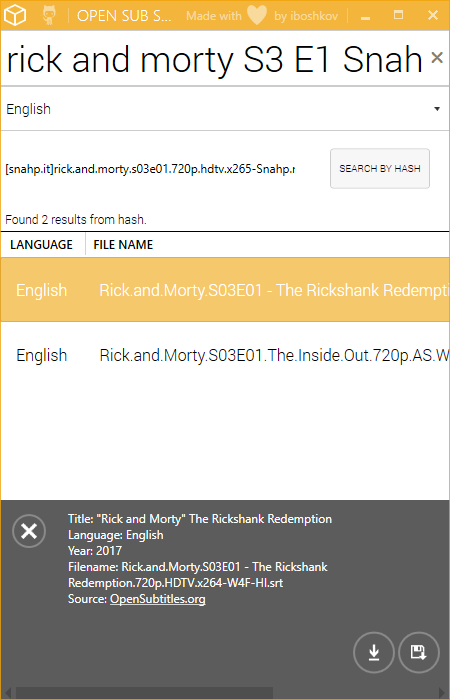 OPEN SUB S... Made with by iboshkov
rick and morty S3 E1 Snah
English
[snahp.it]rick.and.morty.s03e01.720p.hdtv.x265-Snahp.r
SEARCH BY HASH
Found 2 results from hash.
LANGUAGE FILE NAME
English Rick.and.Morty.S03E01 - The Rickshank Redempti
English Rick.and.Morty.S03E01.The.Inside.Out.720p.AS.W
Title: "Rick and Morty" The Rickshank Redemption
Language: English
Year: 2017
Filename: Rick.and.Morty.S03E01 - The Rickshank
Redemption.720p.HDTV.x264-W4F-HI.srt
Source: OpenSubtitles.org